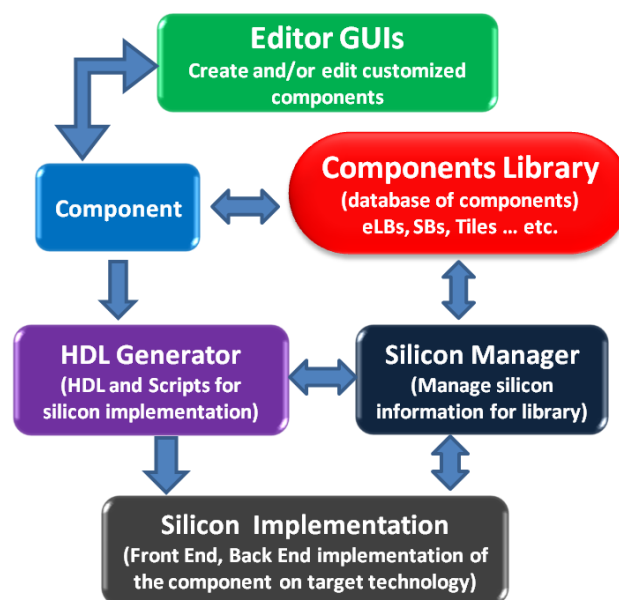 Editor GUIs
Create and/or edit customized
components
Component
Components Library
(database of components)
eLBs, SBs, Tiles ... etc.
HDL Generator
(HDL and Scripts for
silicon implementation)
Silicon Manager
(Manage silicon
information for library)
Silicon Implementation
(Front End, Back End implementation of
the component on target technology)